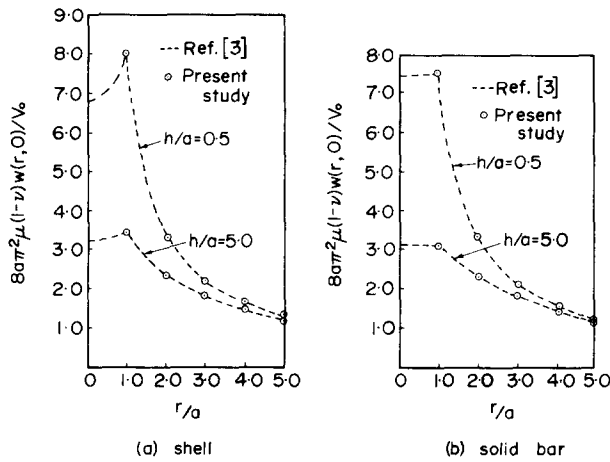 8aπ²μ(1-ν)w(r,0)/V₀
8·0
7·0
6·0
5·0
4·0
3·0
2·0
1·0
0 1·0 2·0 3·0 4·0 5·0
r/a
---- Ref. [3]
o Present
study
h/a=0·5
h/a=5·0
(a) shell
8aπ²μ(1-ν)w(r,0)/V₀
8·0
7·0
6·0
5·0
4·0
3·0
2·0
1·0
0 1·0 2·0 3·0 4·0 5·0
r/a
---- Ref. [3]
o Present
study
h/a=0·5
h/a=5·0
(b) solid bar